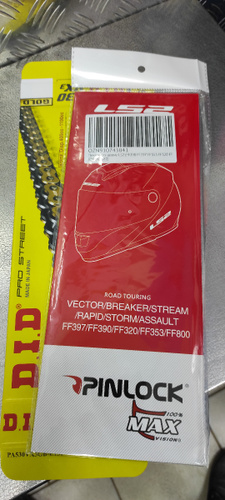 LS2
ROAD TOURING
VECTOR/BREAKER/STREAM
/RAPID/STORM/ASSAULT
FF397/FF390/FF320/FF353/FF800
PINLOCK
100%
MAX
VISION
GOLD
D.I.D
PRO STREET
MADE IN JAPAN